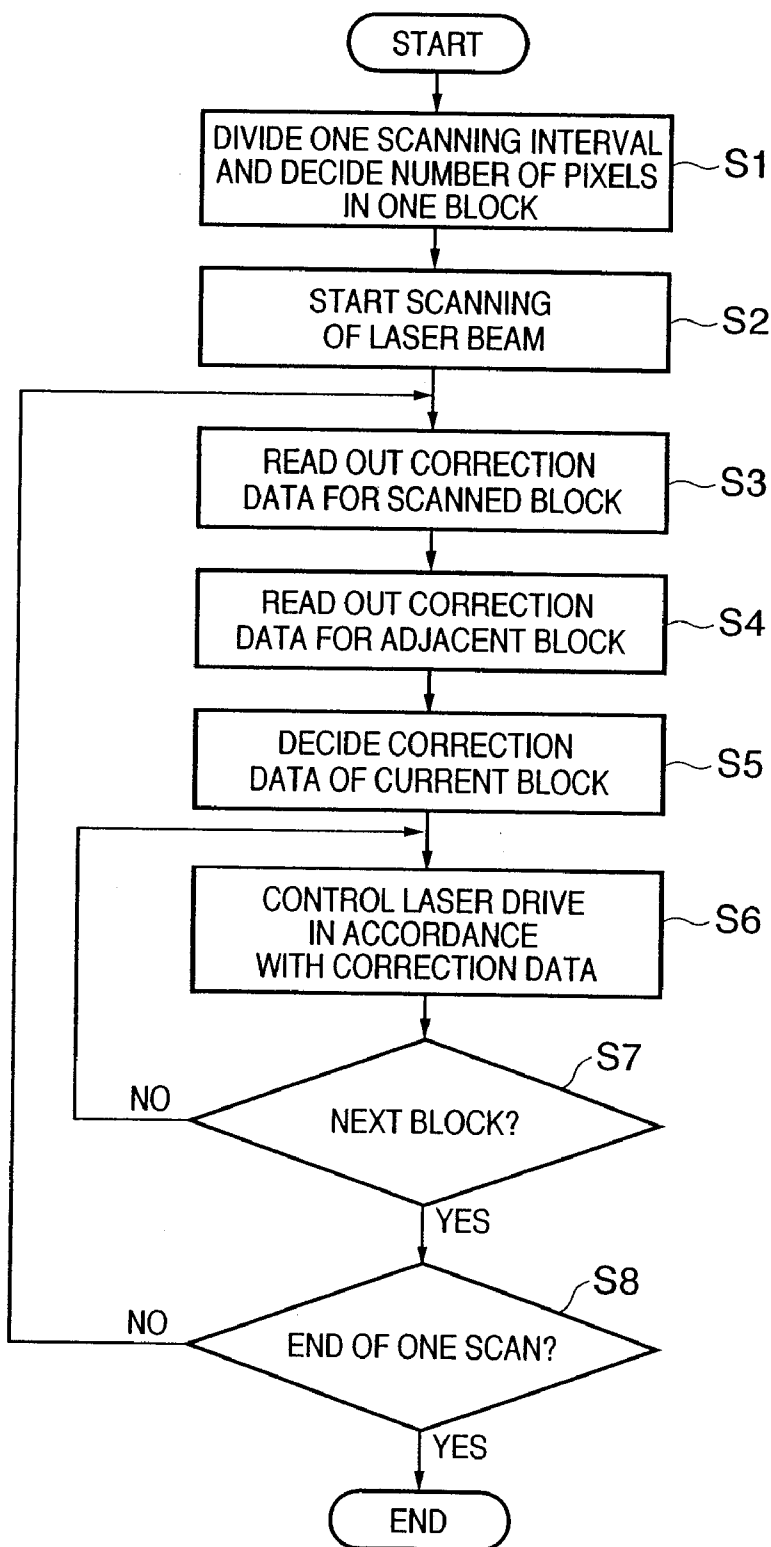 START
DIVIDE ONE SCANNING INTERVAL
AND DECIDE NUMBER OF PIXELS
IN ONE BLOCK
S1
START SCANNING
OF LASER BEAM
S2
READ OUT CORRECTION
DATA FOR SCANNED BLOCK
S3
READ OUT CORRECTION
DATA FOR ADJACENT BLOCK
S4
DECIDE CORRECTION
DATA OF CURRENT BLOCK
S5
CONTROL LASER DRIVE
IN ACCORDANCE
WITH CORRECTION DATA
S6
S7
NO
NEXT BLOCK?
YES
S8
NO
END OF ONE SCAN?
YES
END